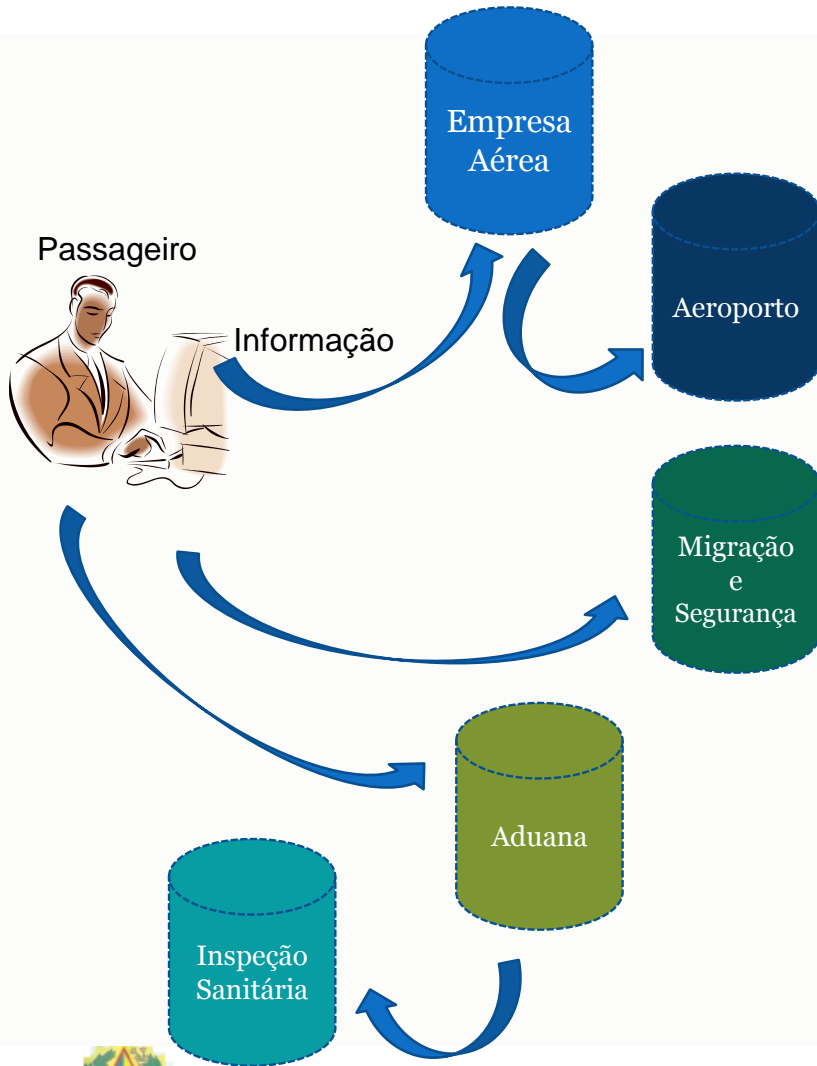 Empresa
Aérea
Passageiro
Aeroporto
Informação
Migração
e
Segurança
Aduana
Inspeção
Sanitária